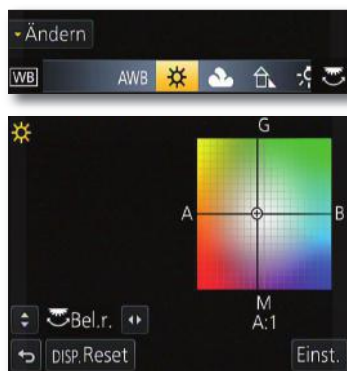 Ändern
WB AWB
G
A B
M
A:1
Bel.r.
DISP. Reset Einst.